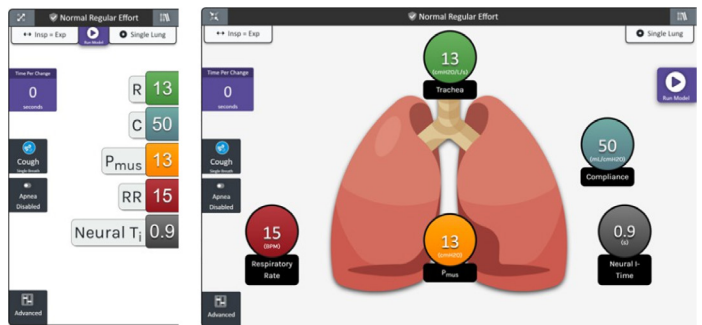 Normal Regular Effort
Insp = Exp
Run Model
Single Lung
Time Per Change
0
seconds
R 13
C 50
Pmus 13
RR 15
Neural Ti 0.9
Cough
Single Breath
Apnea
Disabled
Advanced
Normal Regular Effort
Insp = Exp
Single Lung
Time Per Change
0
seconds
Run Model
13
(cmH2O/L/s)
Trachea
Cough
Single Breath
Apnea
Disabled
50
(mL/cmH2O)
Compliance
15
(BPM)
Respiratory
Rate
13
(cmH2O)
Pmus
0.9
(s)
Neural I-
Time
Advanced